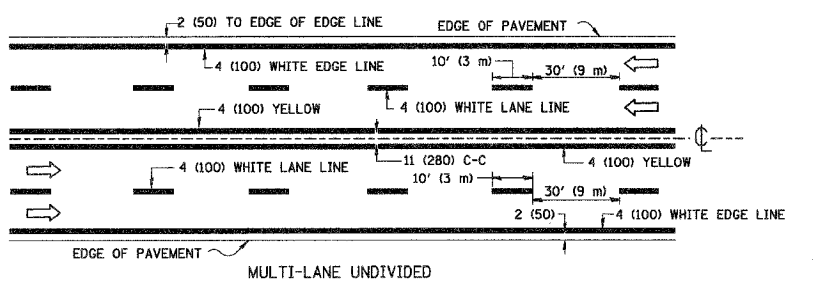 2 (50) TO EDGE OF EDGE LINE
EDGE OF PAVEMENT
4 (100) WHITE EDGE LINE
10' (3 m)
30' (9 m)
4 (100) YELLOW
4 (100) WHITE LANE LINE
℄
4 (100) WHITE LANE LINE
11 (280) C-C
4 (100) YELLOW
10' (3 m)
30' (9 m)
2 (50)
4 (100) WHITE EDGE LINE
EDGE OF PAVEMENT
MULTI-LANE UNDIVIDED